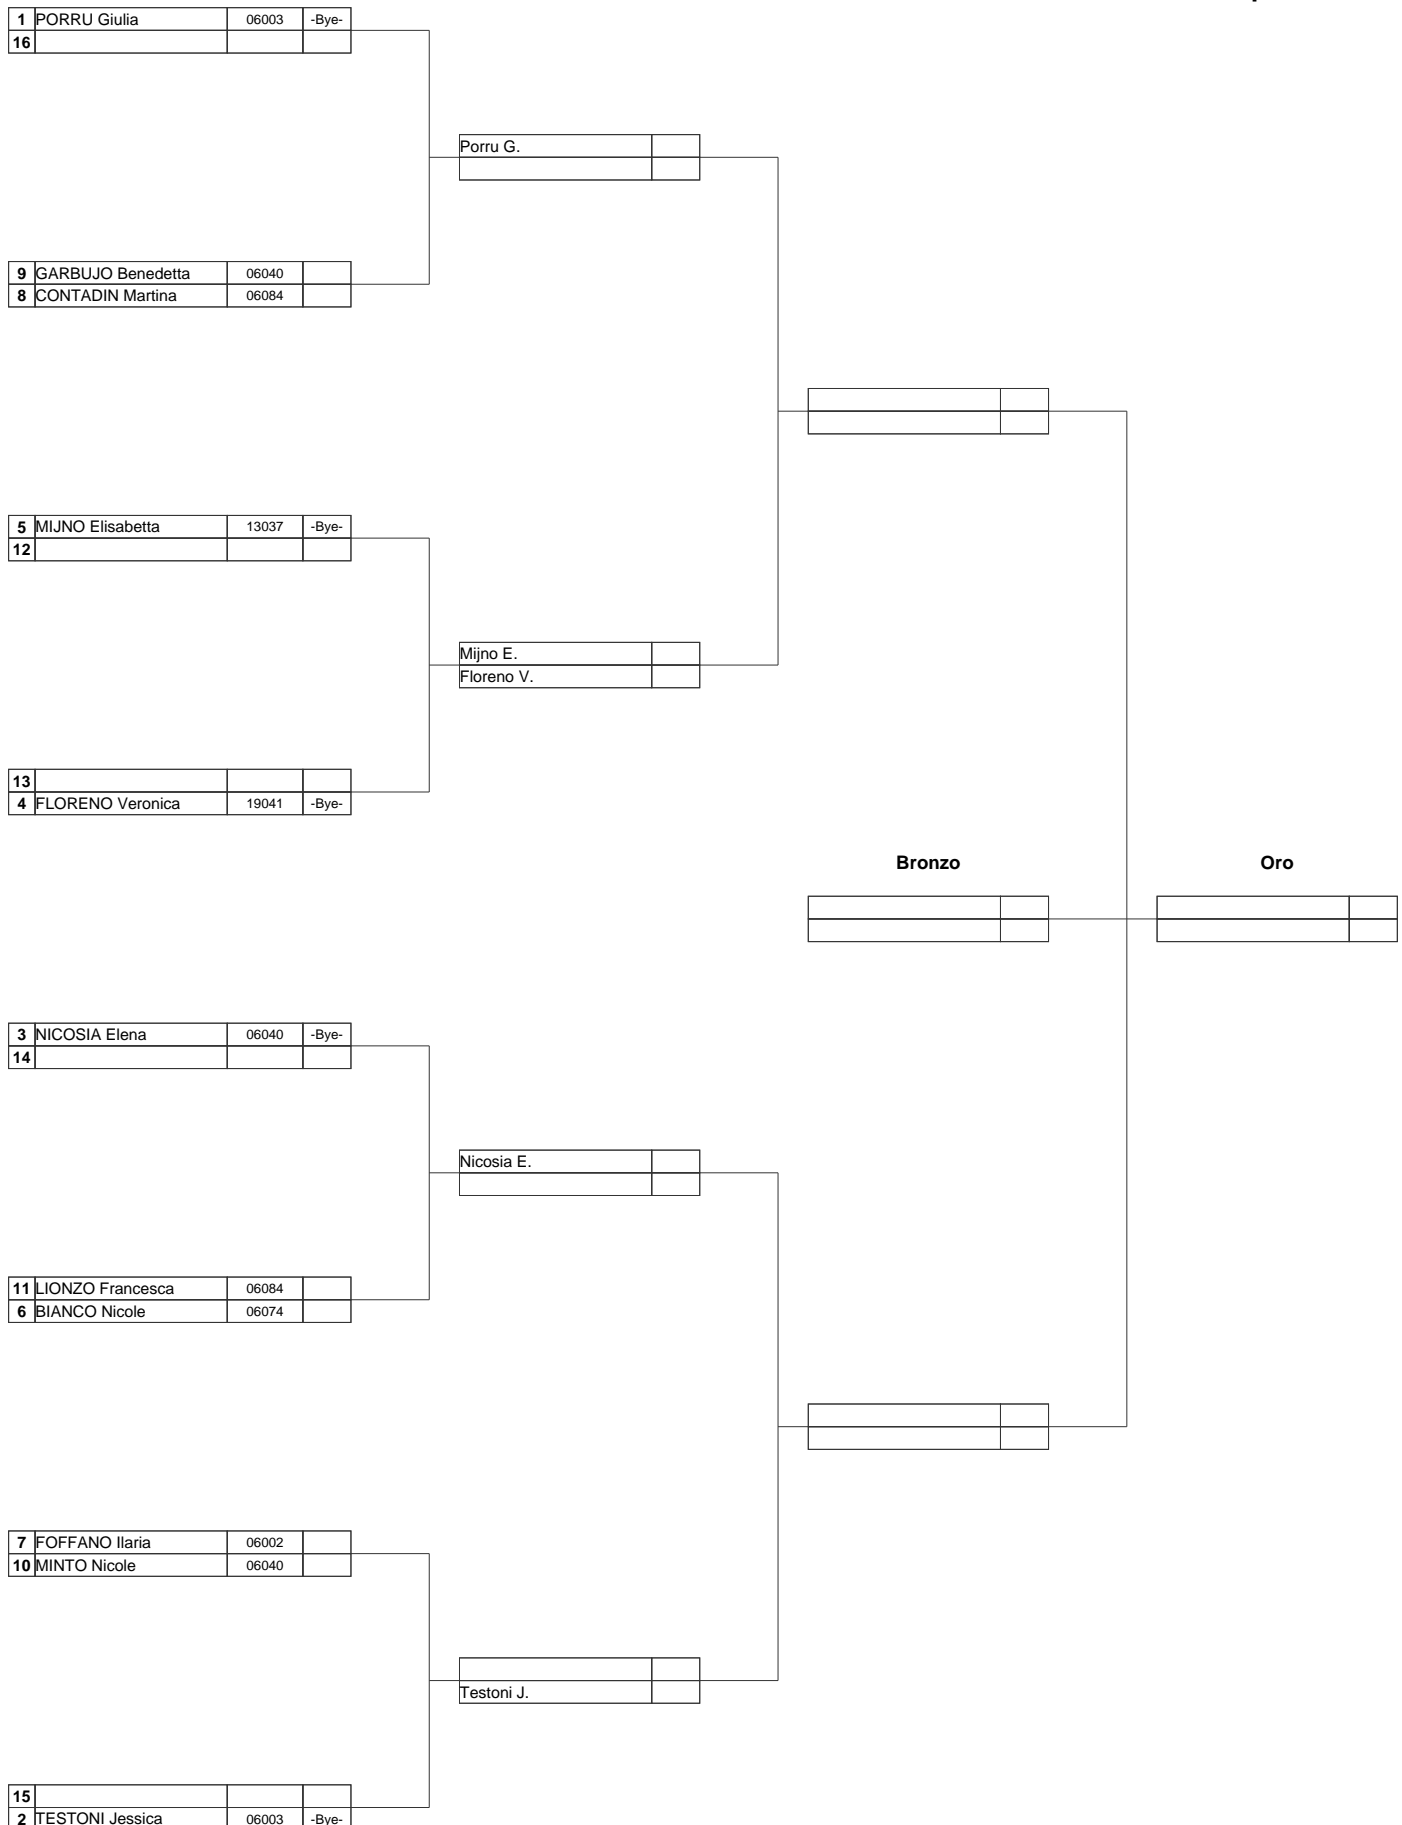 1 PORRU Giulia 06003 -Bye-
16
Porru G.
9 GARBUJO Benedetta 06040
8 CONTADIN Martina 06084
5 MIJNO Elisabetta 13037 -Bye-
12
Mijno E.
Floreno V.
13
4 FLORENO Veronica 19041 -Bye-
Bronzo Oro
3 NICOSIA Elena 06040 -Bye-
14
Nicosia E.
11 LIONZO Francesca 06084
6 BIANCO Nicole 06074
7 FOFFANO Ilaria 06002
10 MINTO Nicole 06040
Testoni J.
15
2 TESTONI Jessica 06003 -Bye-